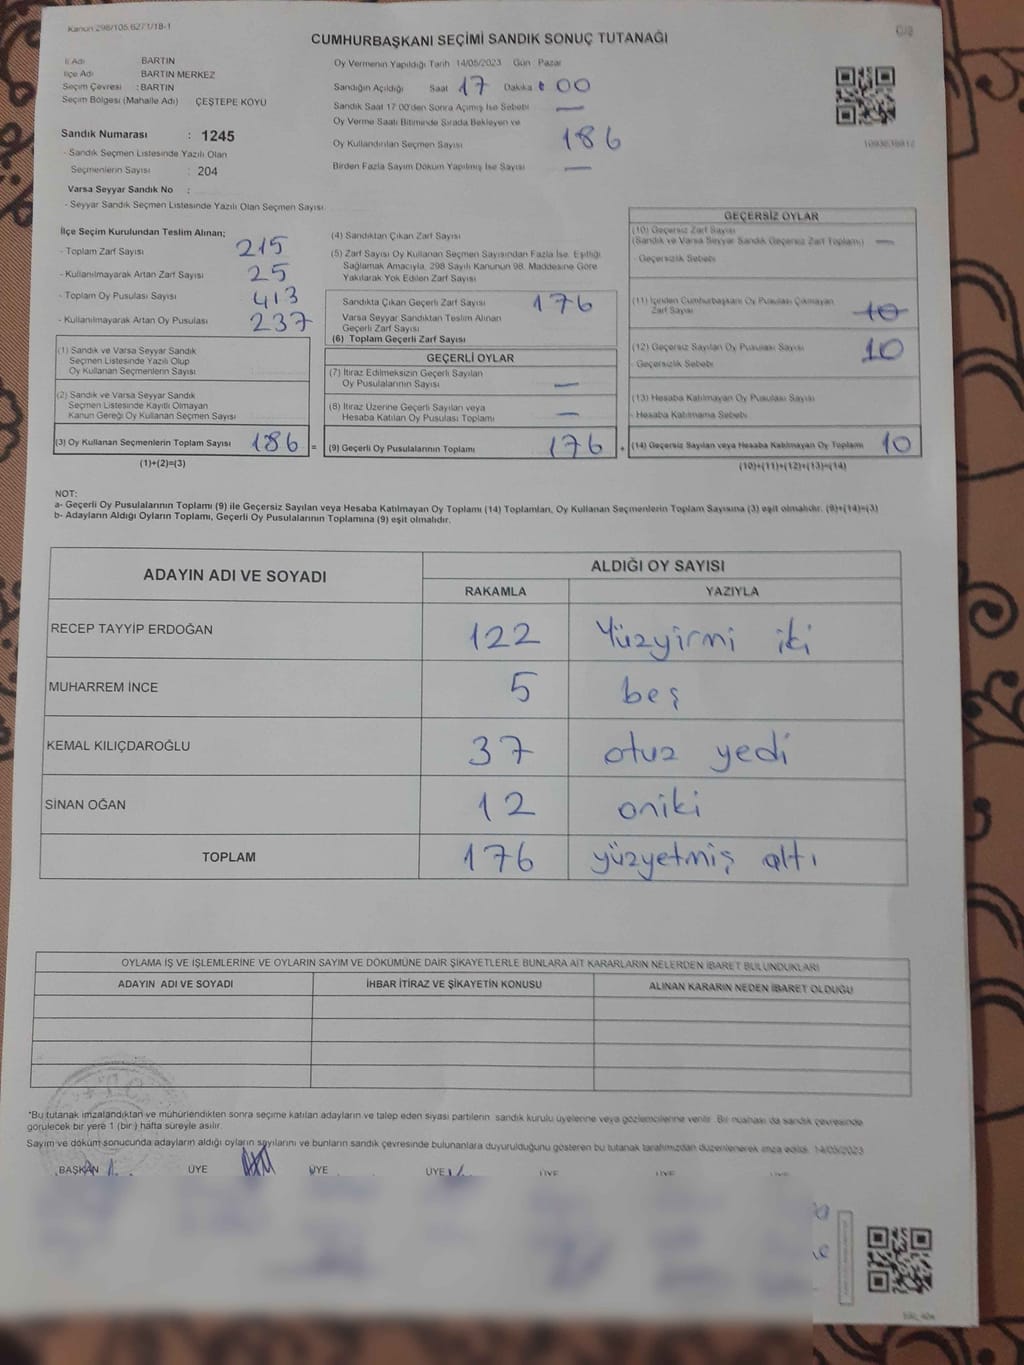 Kanun 298/105.627 1/18-1
C/2
CUMHURBAŞKANI SEÇİMİ SANDIK SONUÇ TUTANAĞI
İl Adı BARTIN
İlçe Adı BARTIN MERKEZ
Seçim Çevresi : BARTIN
Seçim Bölgesi (Mahalle Adı) ÇEŞTEPE KÖYÜ
Sandık Numarası : 1245
- Sandık Seçmen Listesinde Yazılı Olan
Seçmenlerin Sayısı : 204
Varsa Seyyar Sandık No :
- Seyyar Sandık Seçmen Listesinde Yazılı Olan Seçmen Sayısı
Oy Vermenin Yapıldığı Tarih 14/05/2023 Gün Pazar
Sandığın Açıldığı Saat 17 Dakika : 00
Sandık Saat 17:00'den Sonra Açımış İse Sebebi —
Oy Verme Saati Bitiminde Sırada Bekleyen ve
Oy Kullandırılan Seçmen Sayısı 186
Birden Fazla Sayım Döküm Yapılmış İse Sayısı —
İlçe Seçim Kurulundan Teslim Alınan;
- Toplam Zarf Sayısı 215
- Kullanılmayarak Artan Zarf Sayısı 25
- Toplam Oy Pusulası Sayısı 413
- Kullanılmayarak Artan Oy Pusulası 237
(1) Sandık ve Varsa Seyyar Sandık
Seçmen Listesinde Yazılı Olup
Oy Kullanan Seçmenlerin Sayısı
(2) Sandık ve Varsa Seyyar Sandık
Seçmen Listesinde Kayıtlı Olmayan
Kanun Gereği Oy Kullanan Seçmen Sayısı
(3) Oy Kullanan Seçmenlerin Toplam Sayısı 186 =
(1)+(2)=(3)
(4) Sandıktan Çıkan Zarf Sayısı
(5) Zarf Sayısı Oy Kullanan Seçmen Sayısından Fazla İse, Eşitliği
Sağlamak Amacıyla, 298 Sayılı Kanunun 98. Maddesine Göre
Yakılarak Yok Edilen Zarf Sayısı
Sandıkta Çıkan Geçerli Zarf Sayısı 176
Varsa Seyyar Sandıktan Teslim Alınan
Geçerli Zarf Sayısı
(6) Toplam Geçerli Zarf Sayısı
GEÇERLİ OYLAR
(7) İtiraz Edilmeksizin Geçerli Sayılan
Oy Pusulalarının Sayısı —
(8) İtiraz Üzerine Geçerli Sayılan veya
Hesaba Katılan Oy Pusulası Toplamı —
(9) Geçerli Oy Pusulalarının Toplamı 176 +
GEÇERSİZ OYLAR
(10) Geçersiz Zarf Sayısı
(Sandık ve Varsa Seyyar Sandık Geçersiz Zarf Toplamı) —
- Geçersizlik Sebebi
(11) İçinden Cumhurbaşkanı Oy Pusulası Çıkmayan
Zarf Sayısı 10
(12) Geçersiz Sayılan Oy Pusulası Sayısı 10
- Geçersizlik Sebebi
(13) Hesaba Katılmayan Oy Pusulası Sayısı
- Hesaba Katılmama Sebebi
(14) Geçersiz Sayılan veya Hesaba Katılmayan Oy Toplamı 10
(10)+(11)+(12)+(13)=(14)
NOT:
a- Geçerli Oy Pusulalarının Toplamı (9) ile Geçersiz Sayılan veya Hesaba Katılmayan Oy Toplamı (14) Toplamları, Oy Kullanan Seçmenlerin Toplam Sayısına (3) eşit olmalıdır. (9)+(14)=(3)
b- Adayların Aldığı Oyların Toplamı, Geçerli Oy Pusulalarının Toplamına (9) eşit olmalıdır.
ADAYIN ADI VE SOYADI ALDIĞI OY SAYISI
RAKAMLA YAZIYLA
RECEP TAYYİP ERDOĞAN 122 Yüzyirmi iki
MUHARREM İNCE 5 beş
KEMAL KILIÇDAROĞLU 37 otuz yedi
SİNAN OĞAN 12 oniki
TOPLAM 176 yüzyetmiş altı
OYLAMA İŞ VE İŞLEMLERİNE VE OYLARIN SAYIM VE DÖKÜMÜNE DAİR ŞİKAYETLERLE BUNLARA AİT KARARLARIN NELERDEN İBARET BULUNDUKLARI
ADAYIN ADI VE SOYADI İHBAR İTİRAZ VE ŞİKAYETİN KONUSU ALINAN KARARIN NEDEN İBARET OLDUĞU
*Bu tutanak imzalandıktan ve mühürlendikten sonra seçime katılan adayların ve talep eden siyasi partilerin sandık kurulu üyelerine veya gözlemcilerine verilir. Bir nüshası da sandık çevresinde
görülecek bir yere 1 (bir) hafta süreyle asılır.
Sayım ve döküm sonucunda adayların aldığı oyların sayılarını ve bunların sandık çevresinde bulunanlara duyurulduğunu gösteren bu tutanak tarafımızdan düzenlenerek imza edildi. 14/05/2023
BAŞKAN ÜYE ÜYE ÜYE ÜYE ÜYE ÜYE